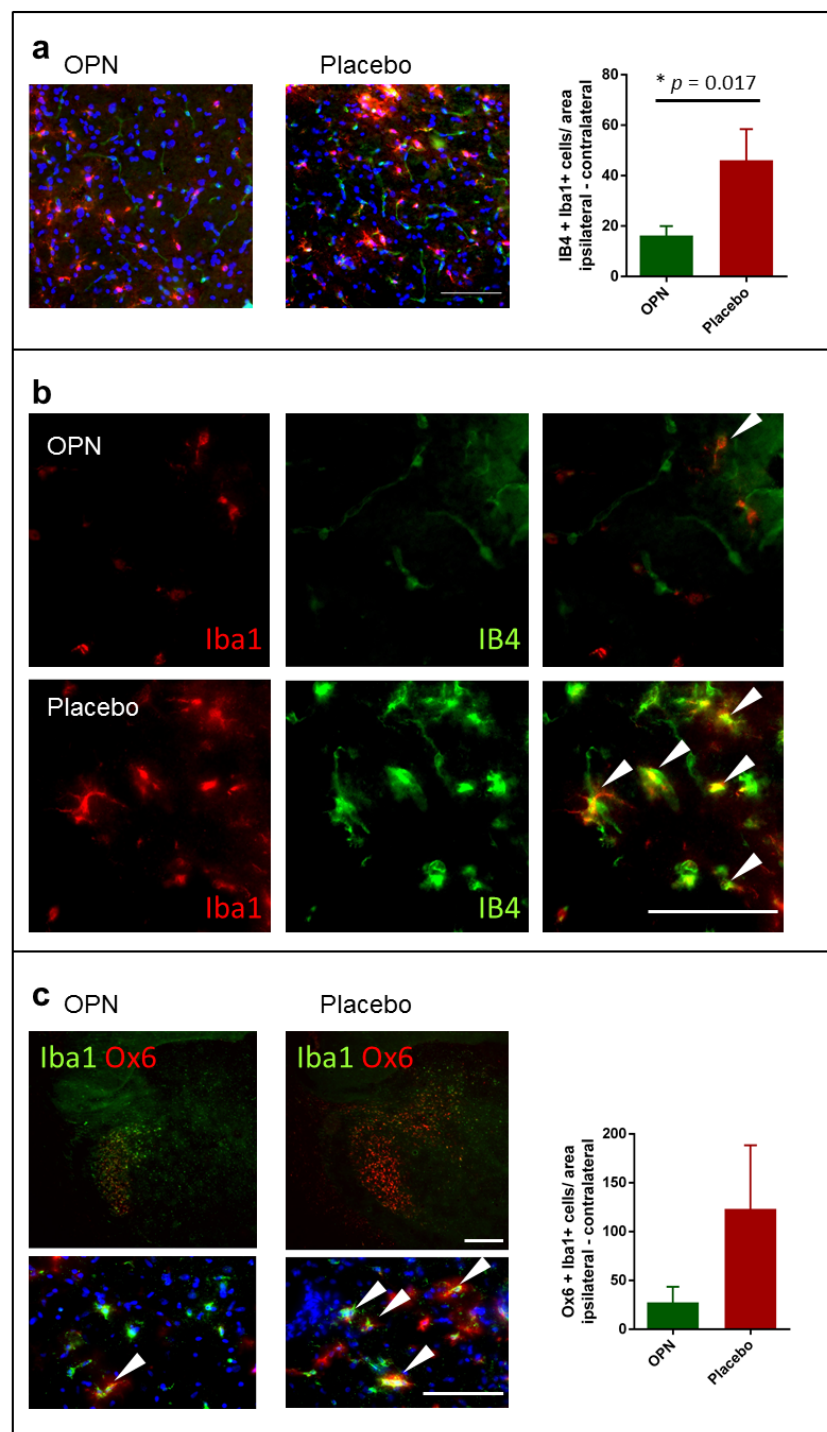 a
OPN
Placebo
IB4 + Iba1+ cells/ area
ipsilateral - contralateral
80
60
40
20
0
* p = 0.017
OPN
Placebo
b
OPN
Iba1
IB4
Placebo
Iba1
IB4
c
OPN
Placebo
Iba1 Ox6
Iba1 Ox6
Ox6 + Iba1+ cells/ area
ipsilateral - contralateral
200
150
100
50
0
OPN
Placebo